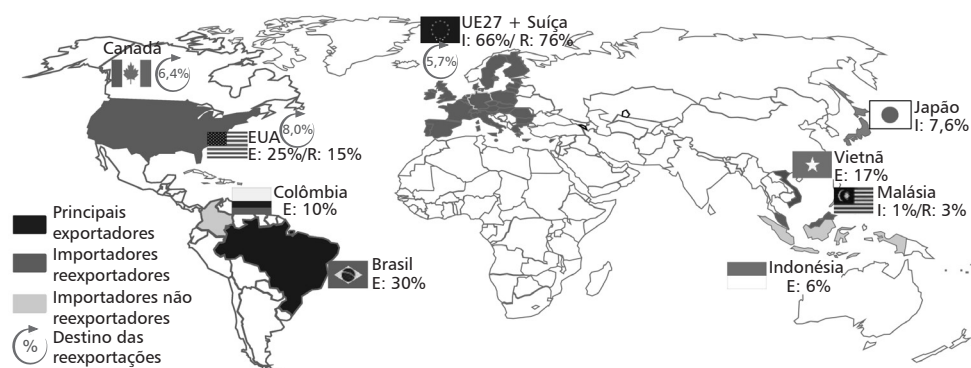 UE27 + Suíça
I: 66%/ R: 76%
5,7%
Canadá
6,4%
8,0%
EUA
E: 25%/R: 15%
Japão
I: 7,6%
Vietnã
E: 17%
Malásia
I: 1%/R: 3%
Colômbia
E: 10%
Brasil
E: 30%
Indonésia
E: 6%
Principais
exportadores
Importadores
reexportadores
Importadores não
reexportadores
% Destino das
reexportações